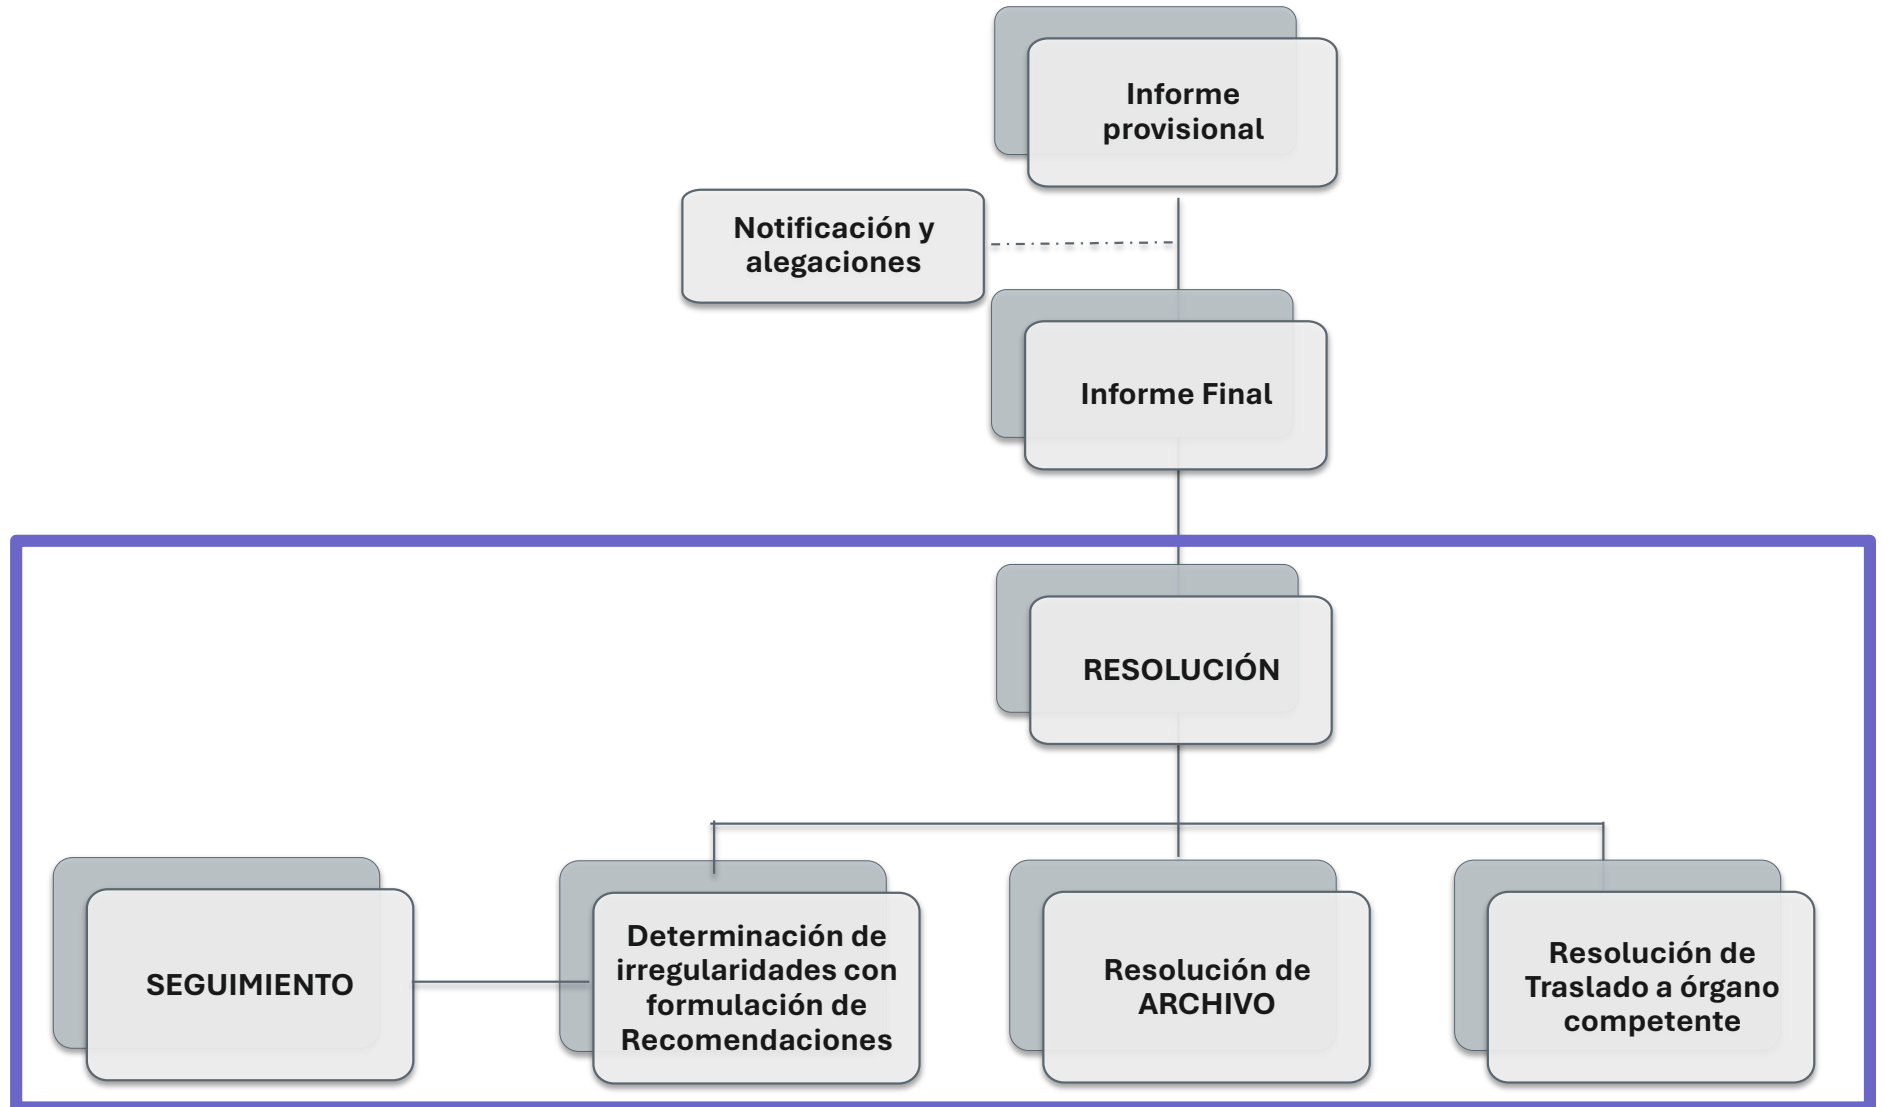 Informe
provisional
Notificación y
alegaciones
Informe Final
RESOLUCIÓN
SEGUIMIENTO
Determinación de
irregularidades con
formulación de
Recomendaciones
Resolución de
ARCHIVO
Resolución de
Traslado a órgano
competente